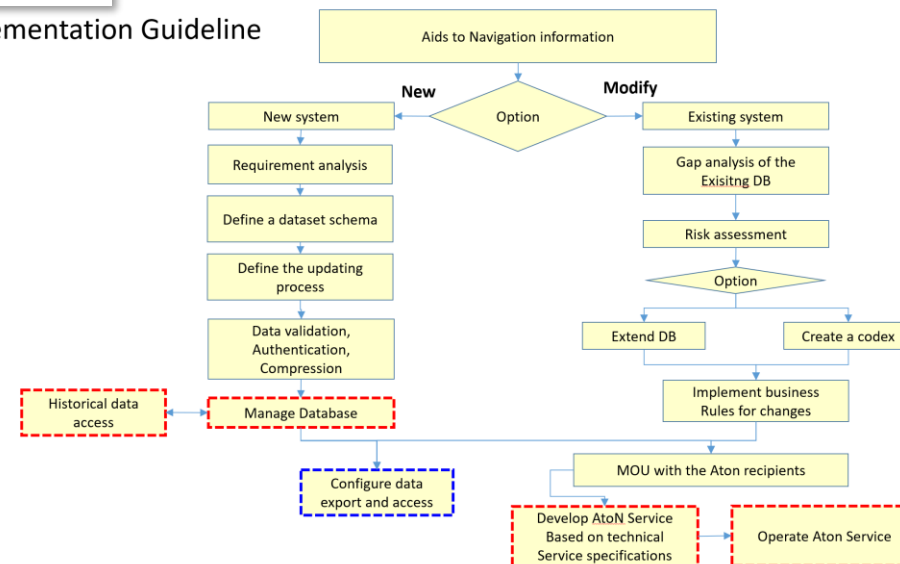 ementation Guideline
Aids to Navigation information
New
Modify
New system
Option
Existing system
Requirement analysis
Gap analysis of the
Exisitng DB
Define a dataset schema
Risk assessment
Define the updating
process
Option
Data validation,
Authentication,
Compression
Extend DB
Create a codex
Historical data
access
Manage Database
Implement business
Rules for changes
MOU with the Aton recipients
Configure data
export and access
Develop AtoN Service
Based on technical
Service specifications
Operate Aton Service